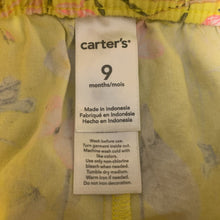 carter's®
9
months/mois
Made in Indonesia
Fabriqué en Indonésie
Hecho en Indonesia
Wash before use.
Turn garment inside out.
Machine wash cold with
like colors.
Use only non-chlorine
bleach when needed.
Tumble dry medium.
Warm iron if needed.
Do not iron decoration.